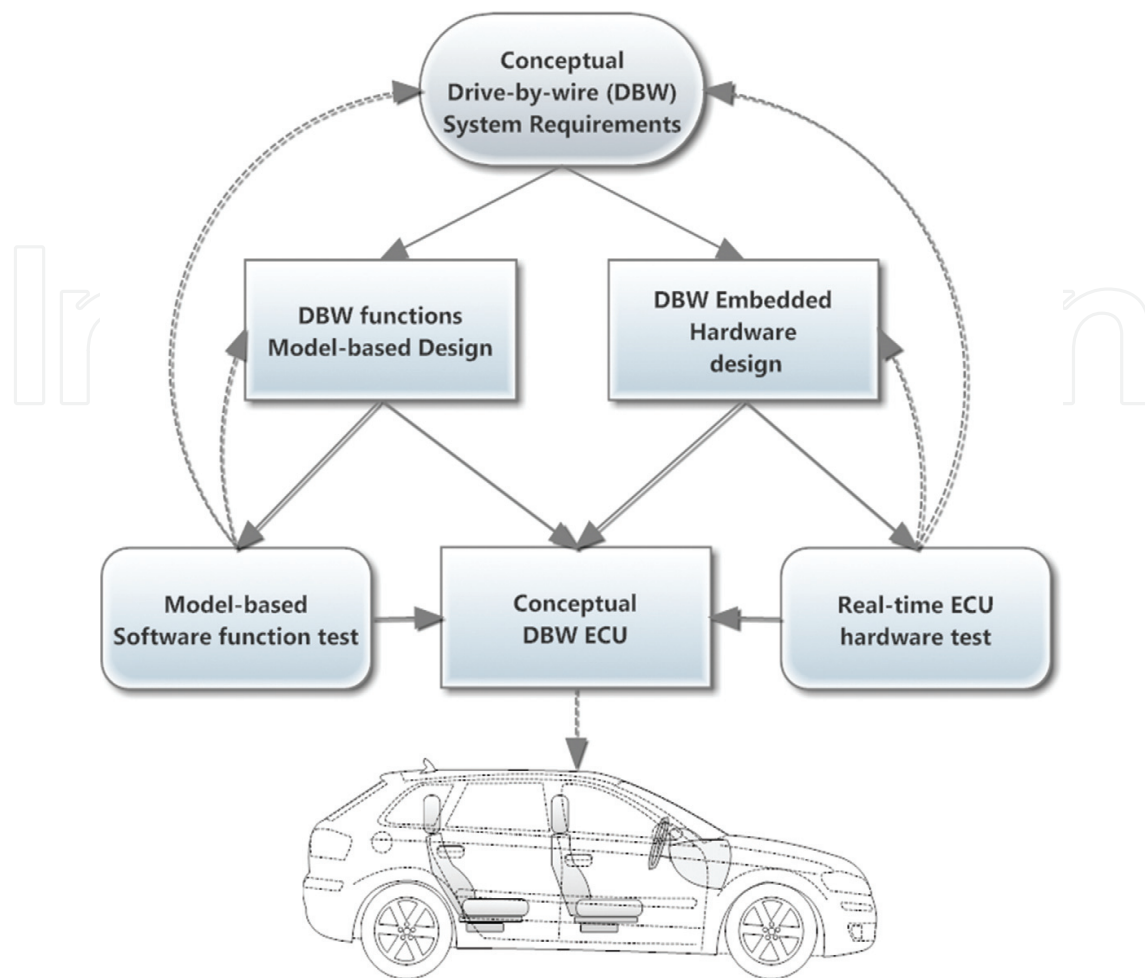 Conceptual
Drive-by-wire (DBW)
System Requirements
DBW functions
Model-based Design
DBW Embedded
Hardware
design
Model-based
Software function test
Conceptual
DBW ECU
Real-time ECU
hardware test